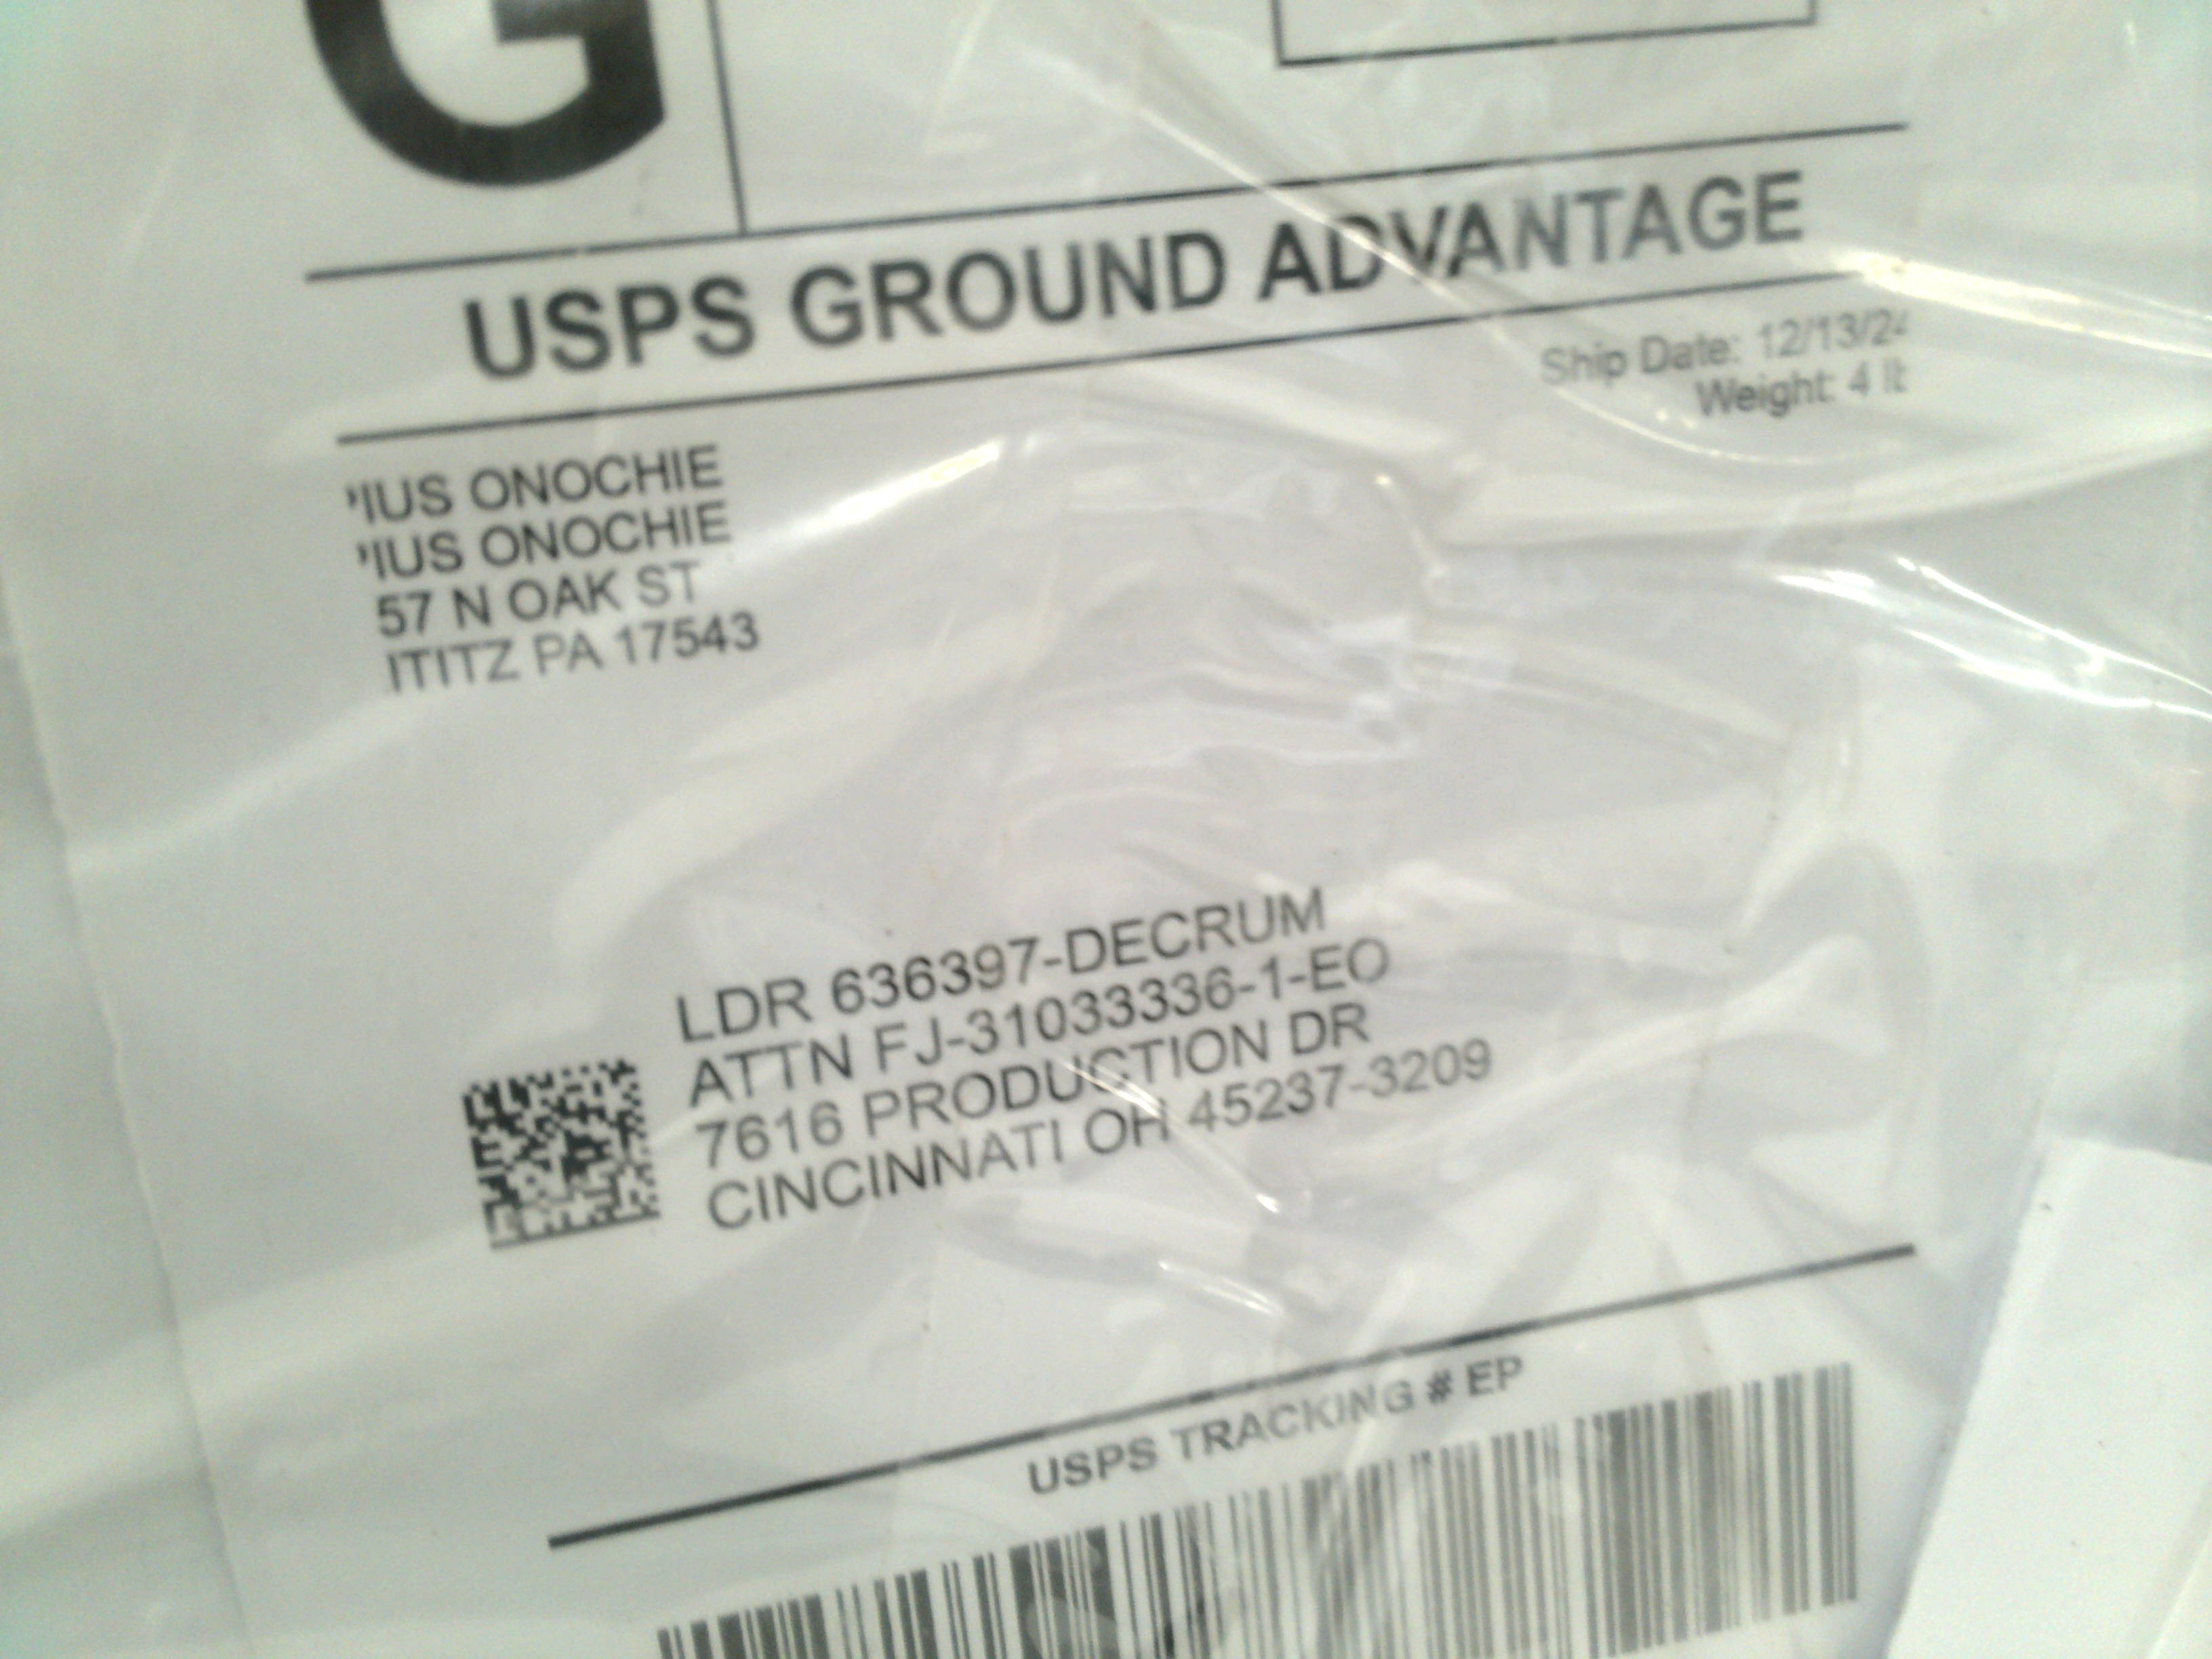 G
USPS GROUND ADVANTAGE
Ship Date: 12/13/24
Weight: 4 lb
'IUS ONOCHIE
'IUS ONOCHIE
57 N OAK ST
ITITZ PA 17543
LDR 636397-DECRUM
ATTN FJ-31033336-1-EO
7616 PRODUCTION DR
CINCINNATI OH 45237-3209
USPS TRACKING # EP